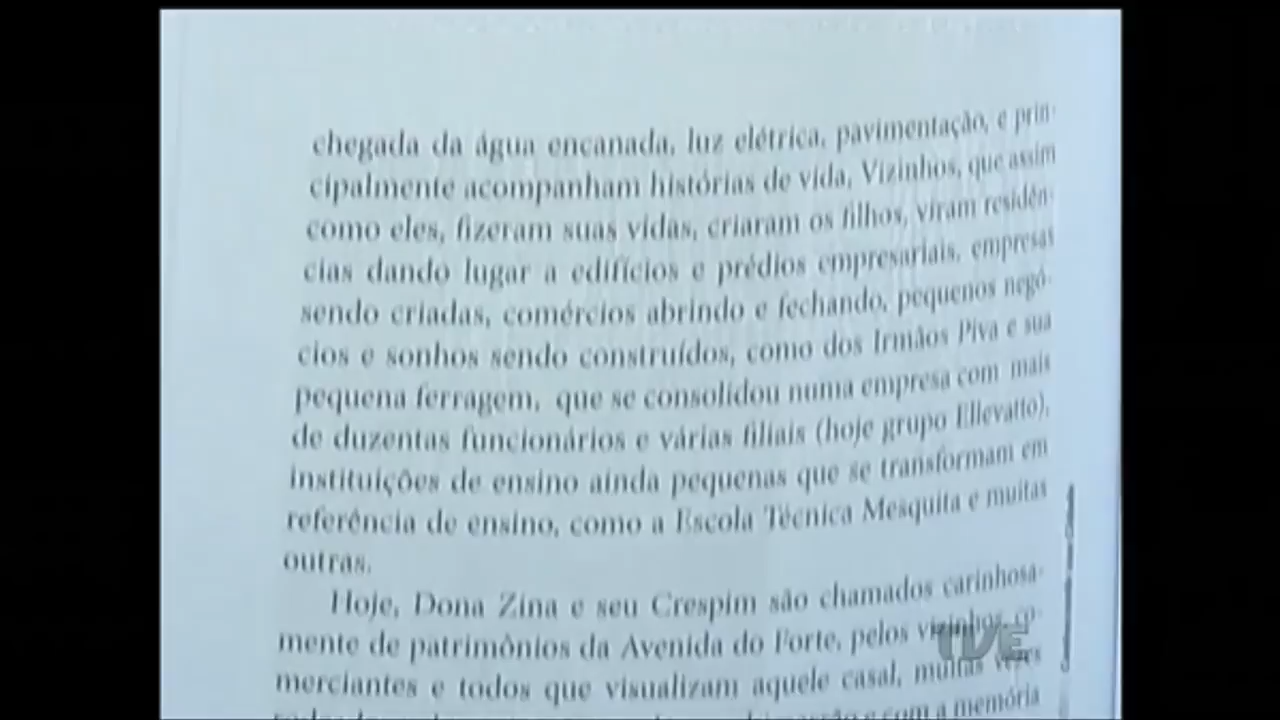 chegada da água encanada, luz elétrica, pavimentação, e prin-
cipalmente acompanham histórias de vida, Vizinhos, que assim
como eles, fizeram suas vidas, criaram os filhos, viram residên-
cias dando lugar a edifícios e prédios empresariais, empresas
sendo criadas, comércios abrindo e fechando, pequenos negó-
cios e sonhos sendo construídos, como dos Irmãos Piva e sua
pequena ferragem, que se consolidou numa empresa com mais
de duzentas funcionários e várias filiais (hoje grupo Ellevatto),
instituições de ensino ainda pequenas que se transformam em
referência de ensino, como a Escola Técnica Mesquita e muitas
outras.
Hoje, Dona Zina e seu Crespim são chamados carinhosa-
mente de patrimônios da Avenida do Forte, pelos vizinhos, co-
merciantes e todos que visualizam aquele casal, muitas vezes
e com a memória
TVE